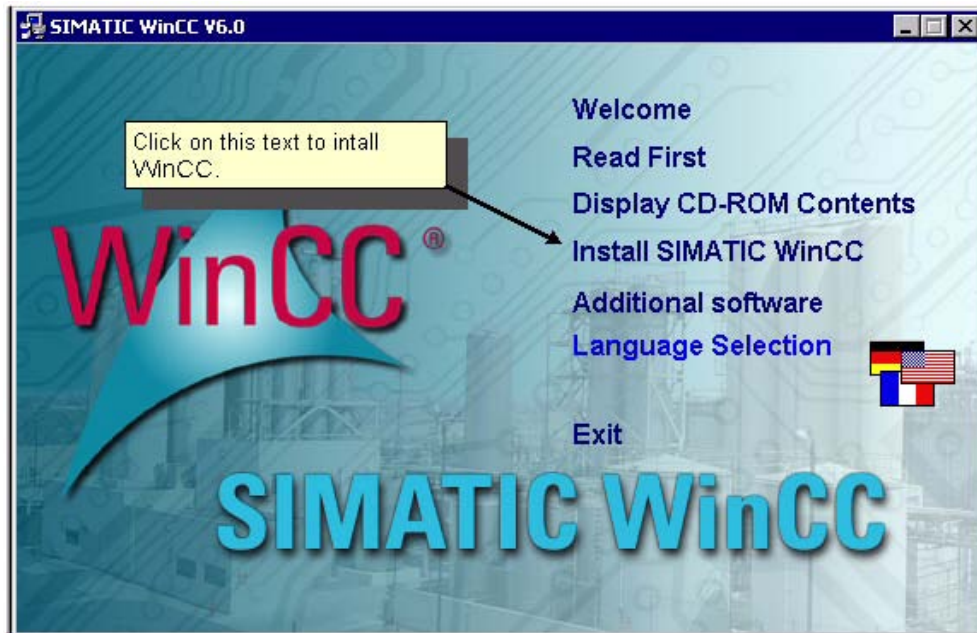 SIMATIC WinCC V6.0
Click on this text to intall
WinCC.
WinCC®
Welcome
Read First
Display CD-ROM Contents
Install SIMATIC WinCC
Additional software
Language Selection
Exit
SIMATIC WinCC